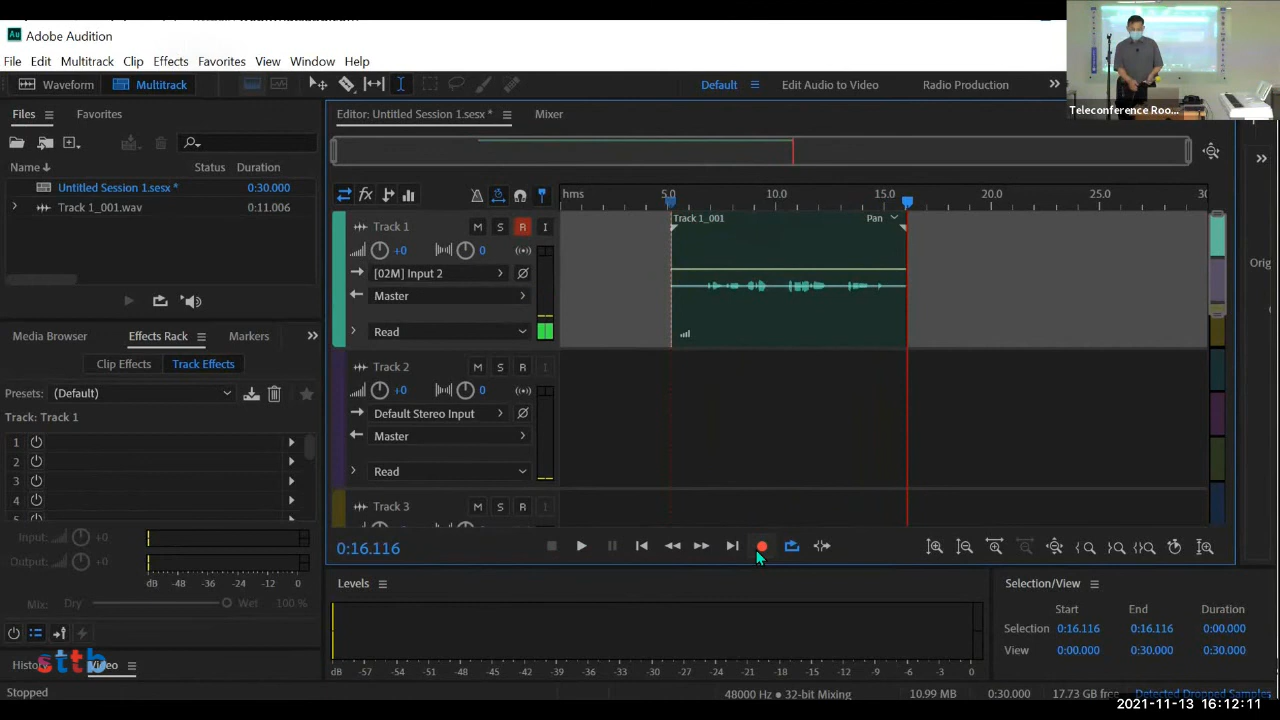 Adobe Audition
File Edit Multitrack Clip Effects Favorites View Window Help
Waveform Multitrack Default Edit Audio to Video Radio Production
Teleconference Roo...
Files Favorites
Editor: Untitled Session 1.sesx * Mixer
Name Status Duration
Untitled Session 1.sesx * 0:30.000
Track 1_001.wav 0:11.006
fx
hms 5.0 10.0 15.0 20.0 25.0 30
Track 1 M S R I
+0 0
[02M] Input 2
Master
Read
Track 1_001 Pan
Orig
Media Browser Effects Rack Markers
Clip Effects Track Effects
Presets: (Default)
Track: Track 1
1
2
3
4
5
Input: +0
Output: +0
dB -48 -36 -24 -12 0
Mix: Dry Wet 100 %
Track 2 M S R I
+0 0
Default Stereo Input
Master
Read
Track 3 M S R I
0:16.116
Levels
dB -57 -54 -51 -48 -45 -42 -39 -36 -33 -30 -27 -24 -21 -18 -15 -12 -9 -6 -3 0
Selection/View
Start End Duration
Selection 0:16.116 0:16.116 0:00.000
View 0:00.000 0:30.000 0:30.000
sttb
Video
Stopped
48000 Hz ● 32-bit Mixing 10.99 MB 0:30.000 17.73 GB free Detected Dropped Samples
2021-11-13 16:12:11